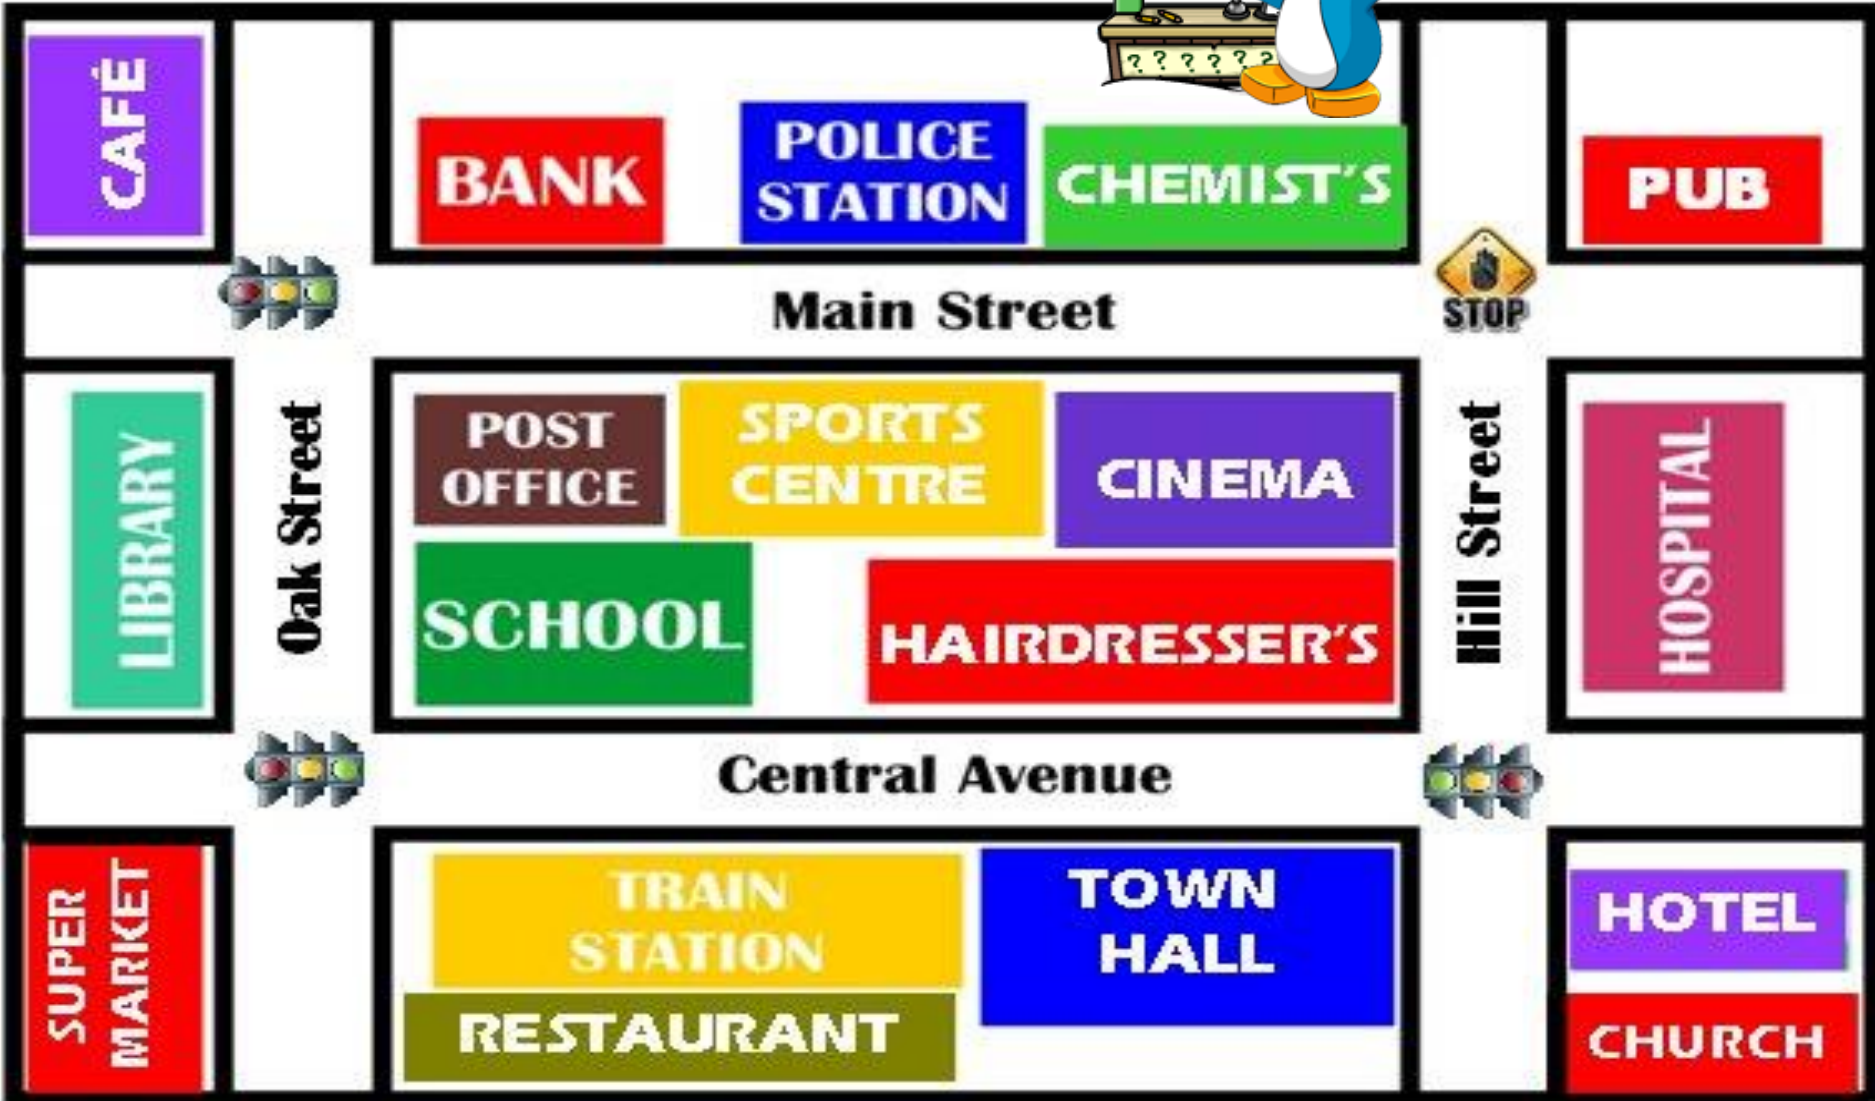 CAFÉ
BANK
POLICE
STATION
CHEMIST'S
? ? ? ? ? ?
PUB
Main Street
STOP
LIBRARY
Oak Street
POST
OFFICE
SPORTS
CENTRE
CINEMA
SCHOOL
HAIRDRESSER'S
Hill Street
HOSPITAL
Central Avenue
SUPER
MARKET
TRAIN
STATION
RESTAURANT
TOWN
HALL
HOTEL
CHURCH